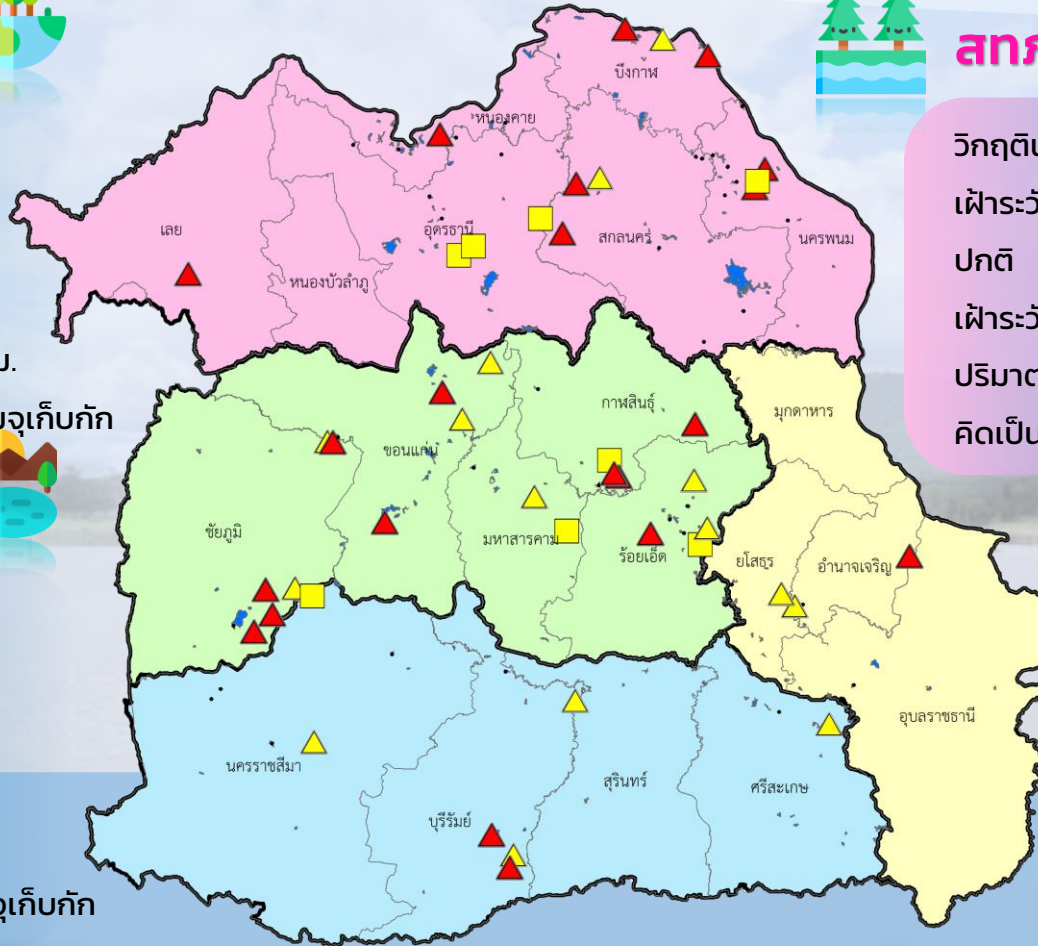 บึงกาฬ
หนองคาย
เลย
อุดรธานี
สกลนคร
นครพนม
หนองบัวลำภู
ม.
จุเก็บกัก
วิกฤติ
เฝ้าระวั
ปกติ
เฝ้าระวั
ปริมาต
คิดเป็น
กาฬสินธุ์
มุกดาหาร
ขอนแก่น
ชัยภูมิ
มหาสารคาม
ร้อยเอ็ด
ยโสธร
อำนาจเจริญ
อุบลราชธานี
นครราชสีมา
สุรินทร์
ศรีสะเกษ
บุรีรัมย์
จุเก็บกัก